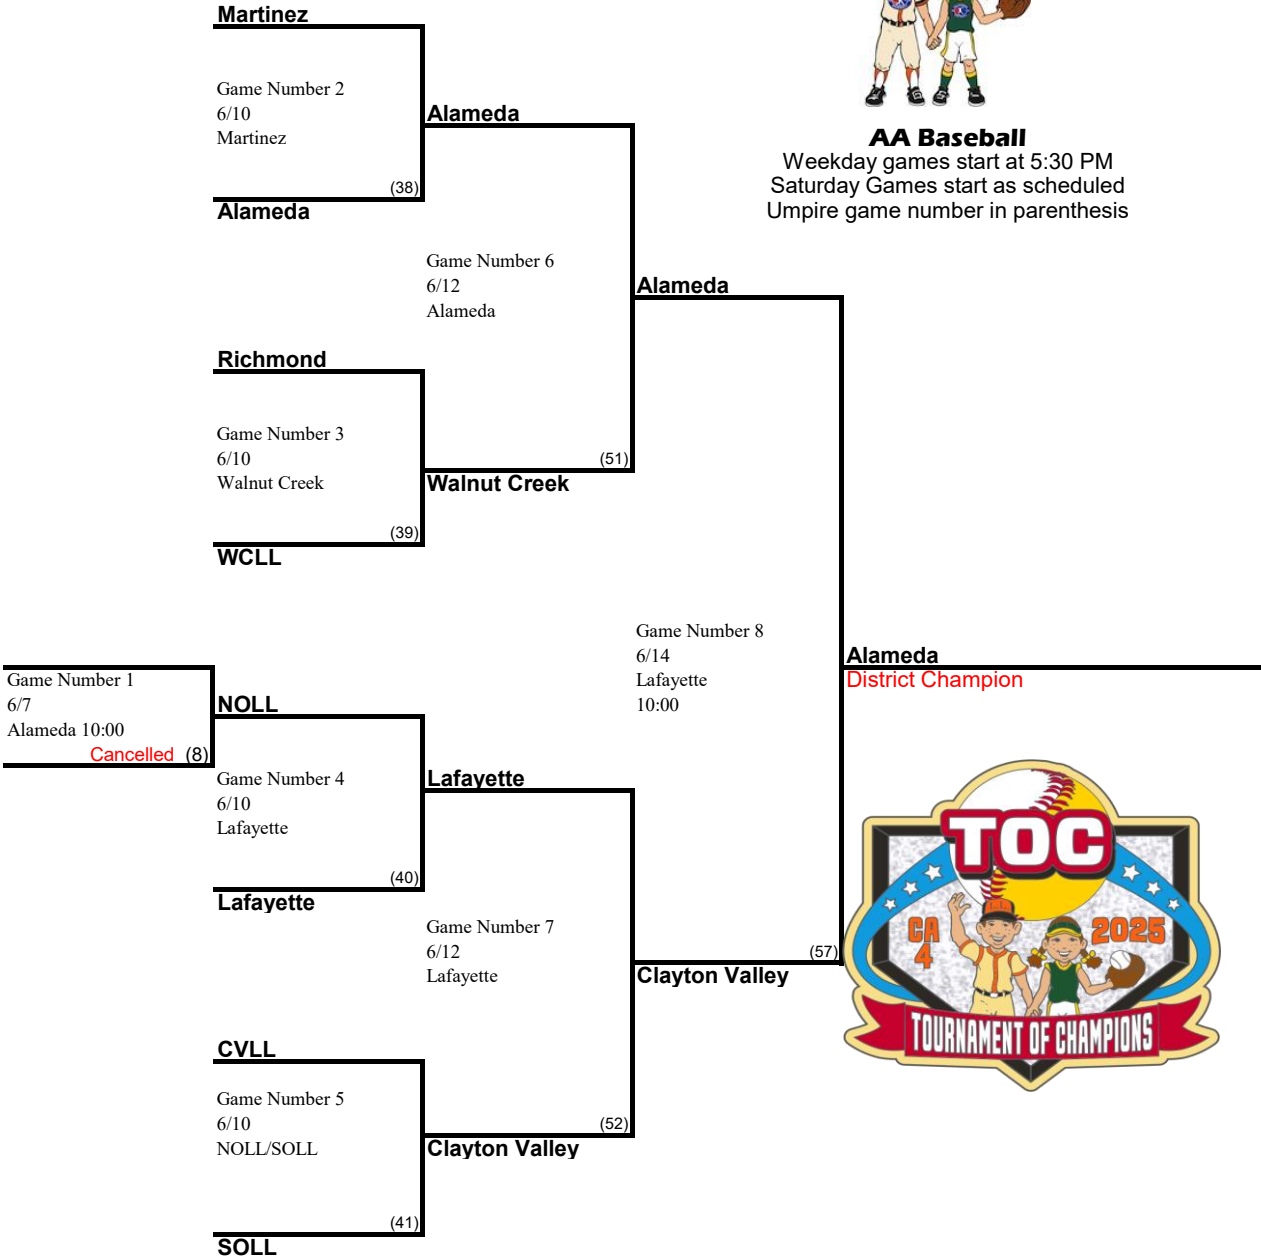 Martinez
Game Number 2
6/10
Martinez
(38)
Alameda
Alameda
AA Baseball
Weekday games start at 5:30 PM
Saturday Games start as scheduled
Umpire game number in parenthesis
Game Number 6
6/12
Alameda
(51)
Alameda
Richmond
Game Number 3
6/10
Walnut Creek
(39)
WCLL
Walnut Creek
Game Number 8
6/14
Lafayette
10:00
(57)
Alameda
District Champion
Game Number 1
6/7
Alameda 10:00
Cancelled (8)
NOLL
Game Number 4
6/10
Lafayette
(40)
Lafayette
Lafayette
Game Number 7
6/12
Lafayette
(52)
Clayton Valley
CVLL
Game Number 5
6/10
NOLL/SOLL
(41)
SOLL
Clayton Valley
TOC
CA
4
2025
TOURNAMENT OF CHAMPIONS